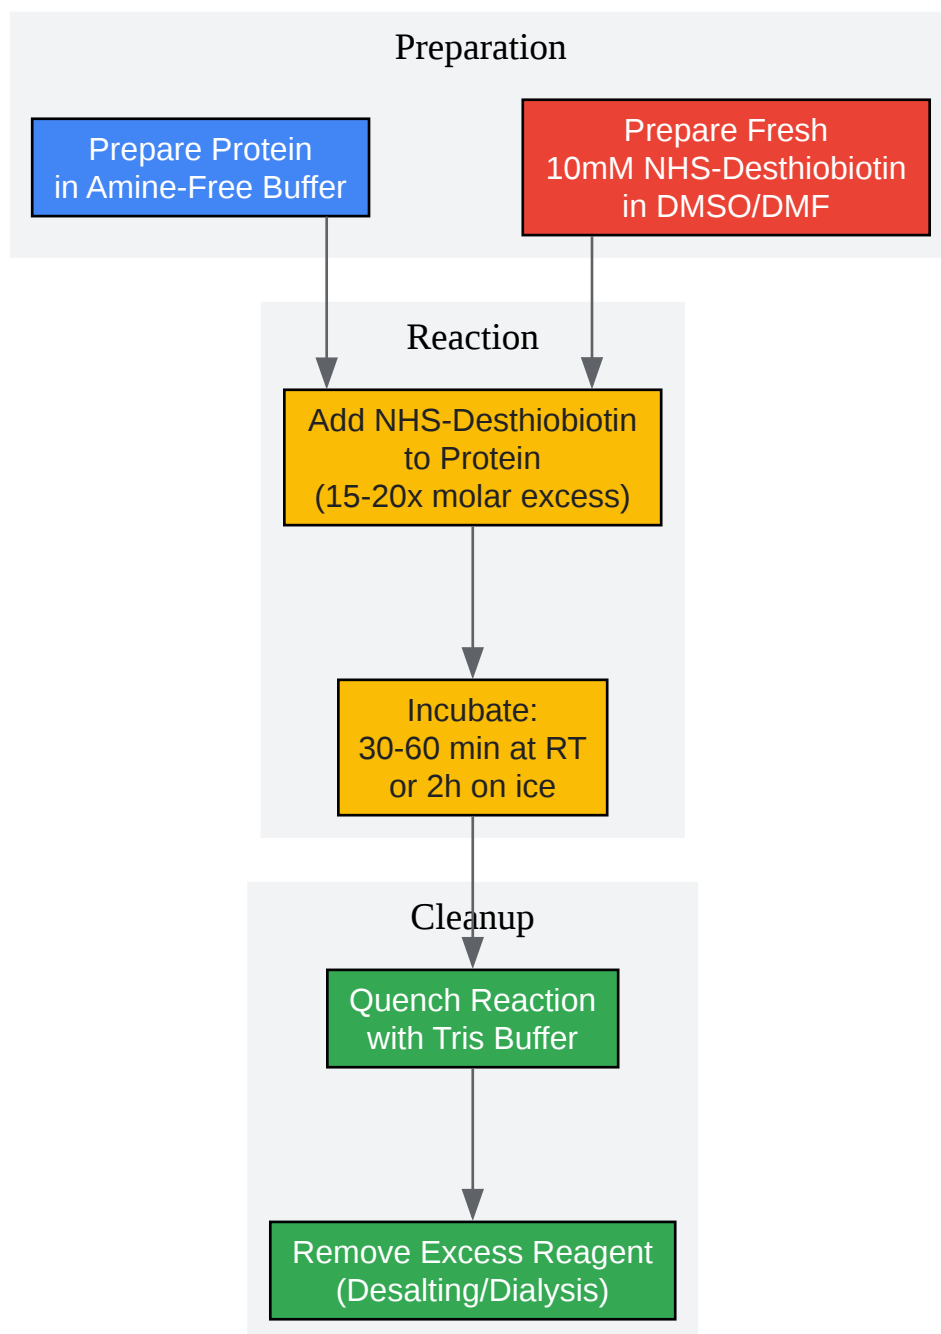 Preparation
Prepare Protein
in Amine-Free Buffer
Prepare Fresh
10mM NHS-Desthiobiotin
in DMSO/DMF
Reaction
Add NHS-Desthiobiotin
to Protein
(15-20x molar excess)
Incubate:
30-60 min at RT
or 2h on ice
Cleanup
Quench Reaction
with Tris Buffer
Remove Excess Reagent
(Desalting/Dialysis)